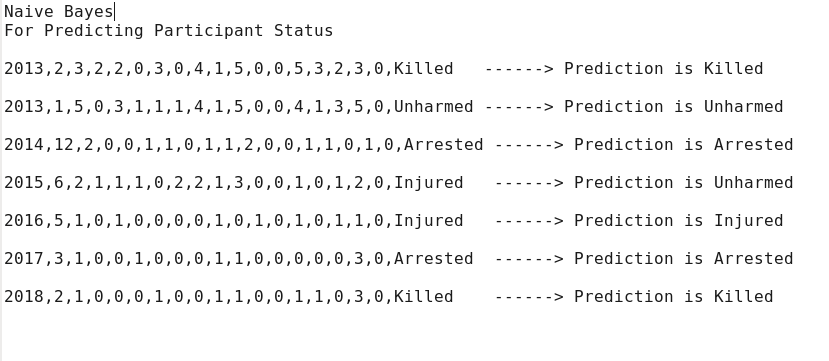 Naive Bayes
For Predicting Participant Status
2013,2,3,2,2,0,3,0,4,1,5,0,0,5,3,2,3,0,Killed ------> Prediction is Killed
2013,1,5,0,3,1,1,1,4,1,5,0,0,4,1,3,5,0,Unharmed ------> Prediction is Unharmed
2014,12,2,0,0,1,1,0,1,1,2,0,0,1,1,0,1,0,Arrested ------> Prediction is Arrested
2015,6,2,1,1,1,0,2,2,1,3,0,0,1,0,1,2,0,Injured ------> Prediction is Unharmed
2016,5,1,0,1,0,0,0,0,1,0,1,0,1,0,1,1,0,Injured ------> Prediction is Injured
2017,3,1,0,0,1,0,0,0,1,1,0,0,0,0,0,3,0,Arrested ------> Prediction is Arrested
2018,2,1,0,0,0,1,0,0,1,1,0,0,1,1,0,3,0,Killed ------> Prediction is Killed